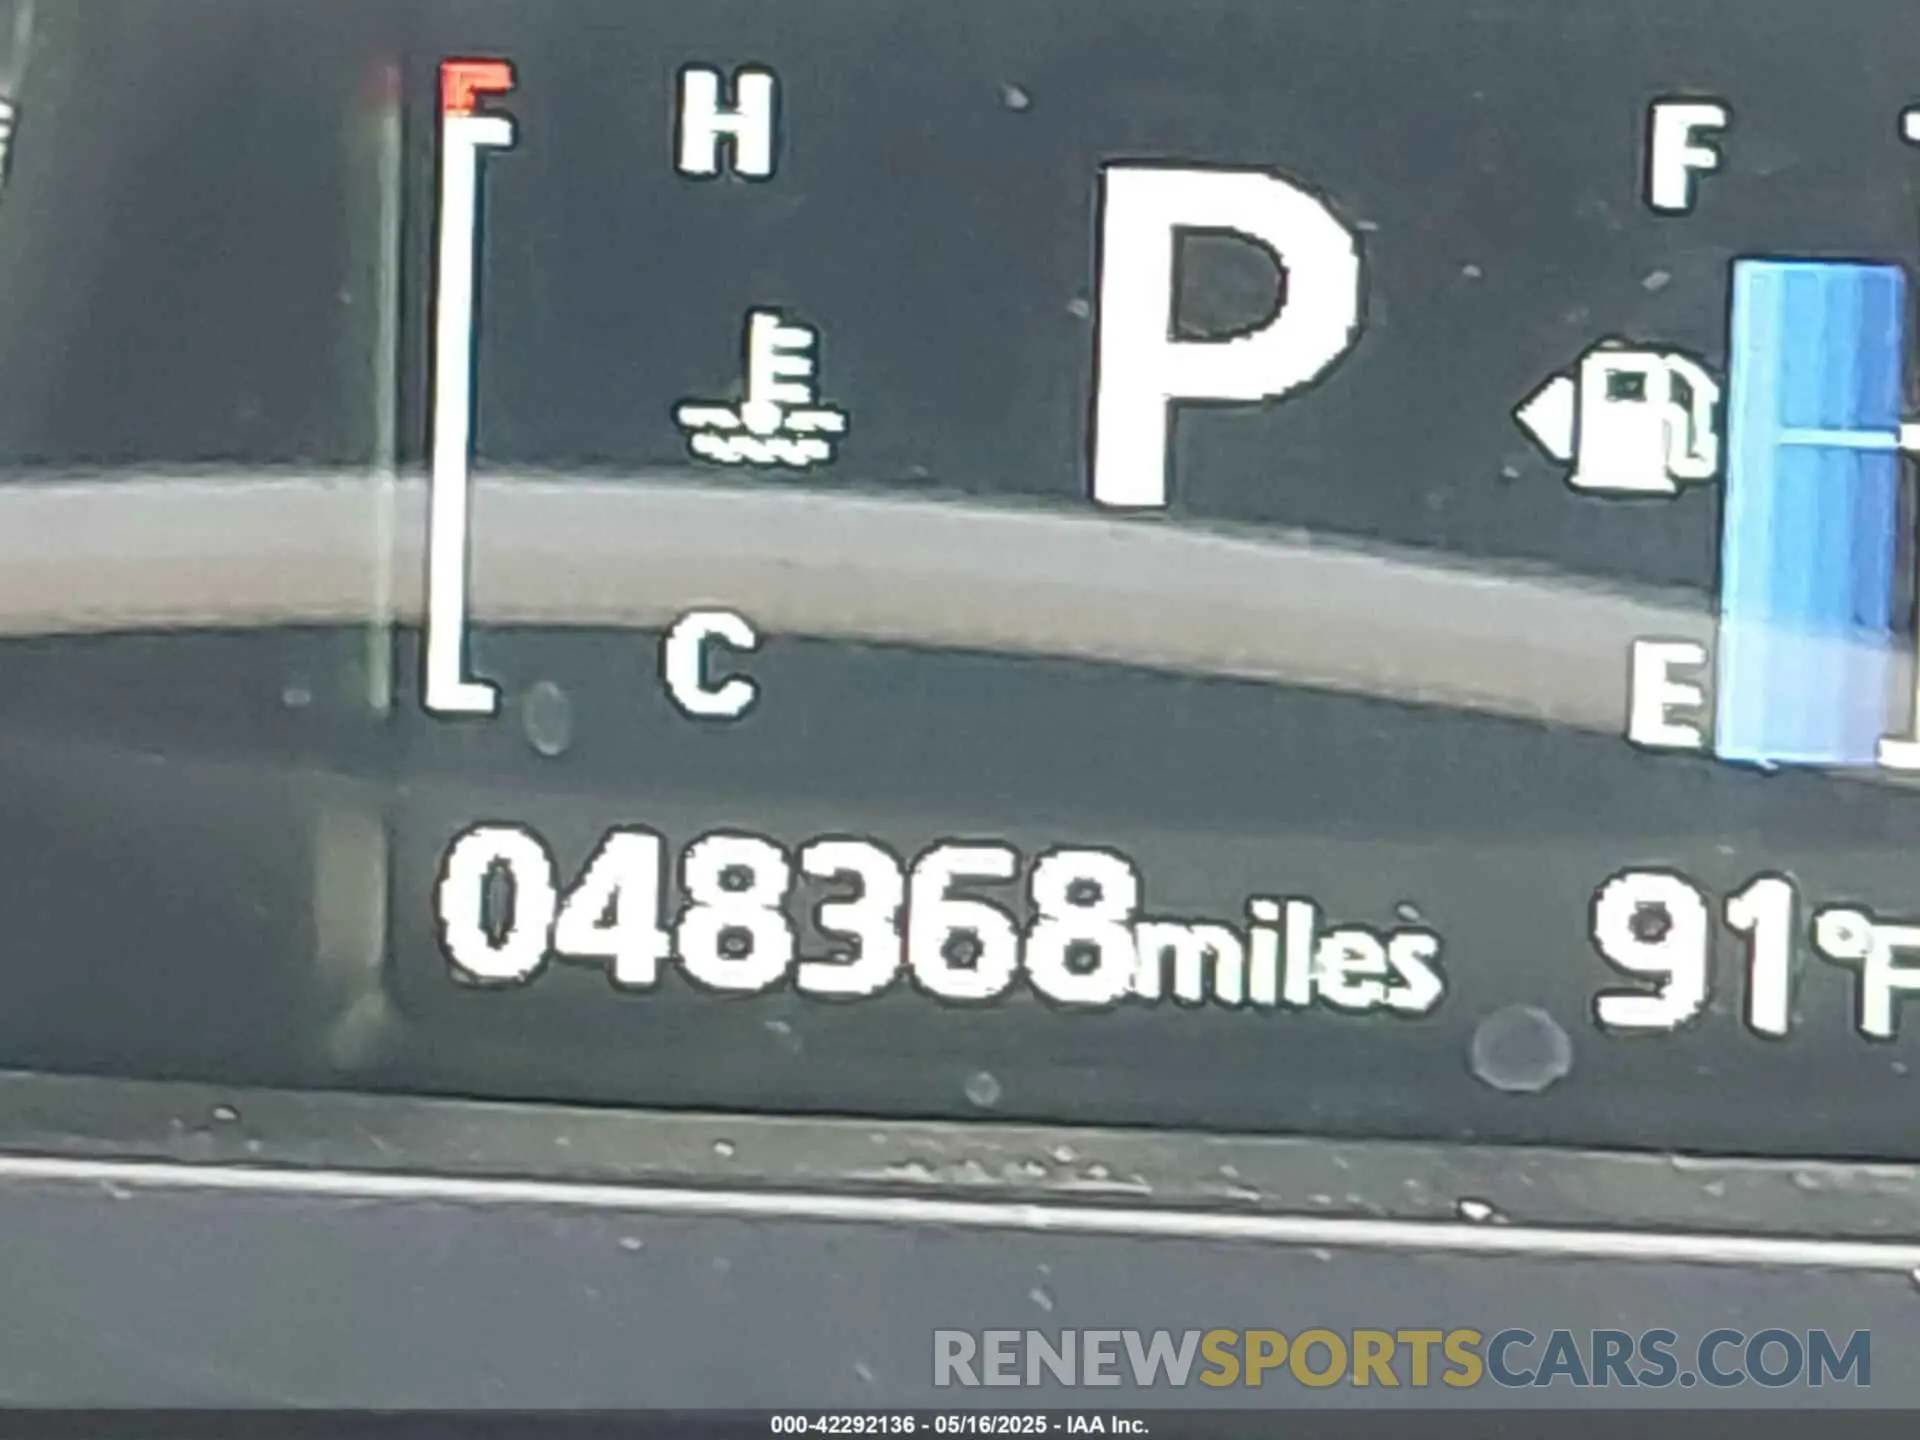 H
P
F
C
E
048368miles 91°F
RENEWSPORTSCARS.COM
000-42292136 - 05/16/2025 - IAA Inc.